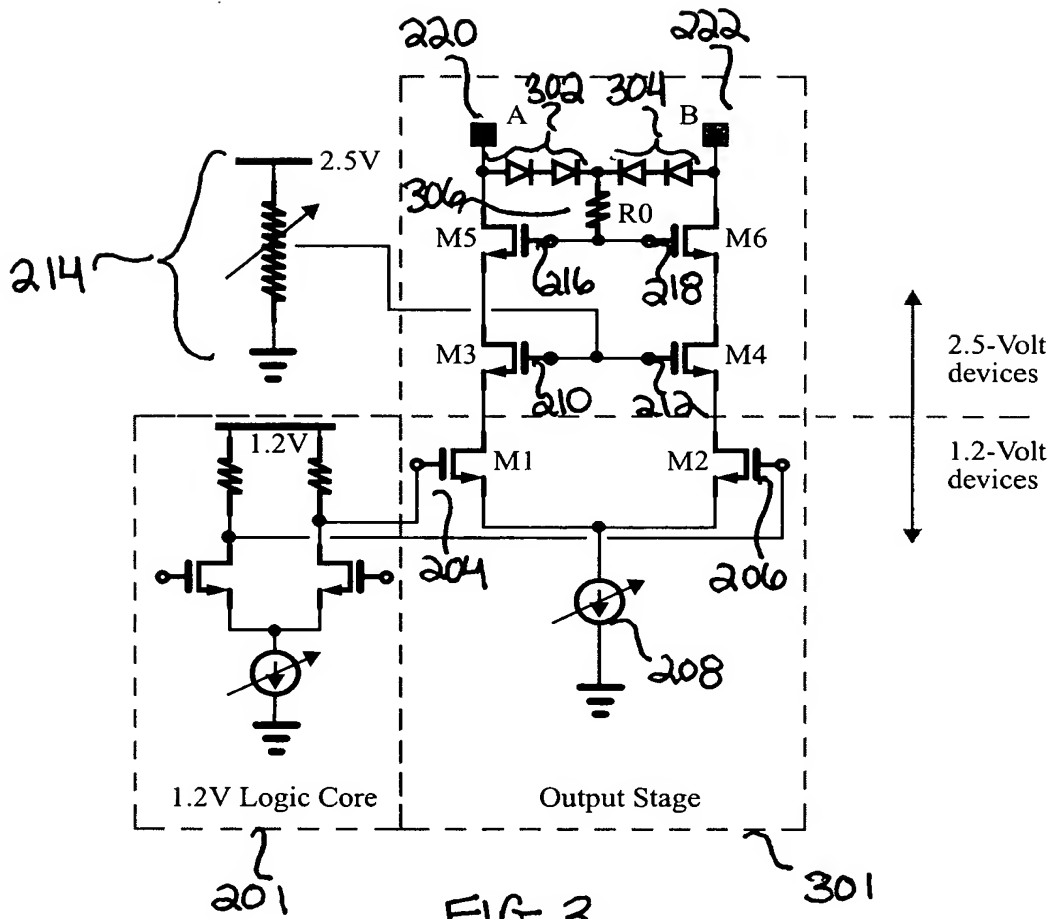 220
222
302
304
A
B
2.5V
306
R0
M5
M6
214
216
218
M3
M4
2.5-Volt
devices
210
212
1.2V
M1
M2
1.2-Volt
devices
204
206
208
1.2V Logic Core
Output Stage
201
301
FIG. 3